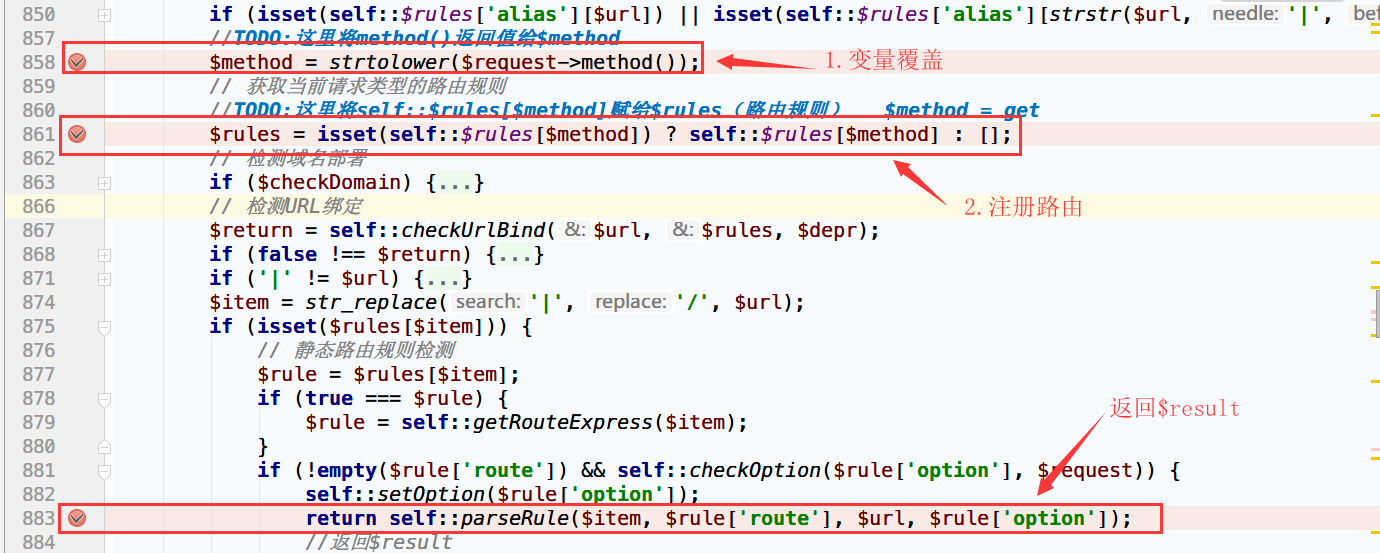 850 if (isset(self::$rules['alias'][$url]) || isset(self::$rules['alias'][strstr($url, needle: '|', bef
857 //TODO:这里将method()返回值给$method
858 $method = strtolower($request->method()); 1.变量覆盖
859 // 获取当前请求类型的路由规则
860 //TODO:这里将self::$rules[$method]赋给$rules（路由规则） $method = get
861 $rules = isset(self::$rules[$method]) ? self::$rules[$method] : [];
862 // 检测域名部署
863 if ($checkDomain) {...}
866 // 检测URL绑定 2.注册路由
867 $return = self::checkUrlBind( &: $url, &: $rules, $depr);
868 if (false !== $return) {...}
871 if ('|' != $url) {...}
874 $item = str_replace( search: '|', replace: '/', $url);
875 if (isset($rules[$item])) {
876 // 静态路由规则检测
877 $rule = $rules[$item];
878 if (true === $rule) {
879 $rule = self::getRouteExpress($item);
返回$result
880 }
881 if (!empty($rule['route']) && self::checkOption($rule['option'], $request)) {
882 self::setOption($rule['option']);
883 return self::parseRule($item, $rule['route'], $url, $rule['option']);
884 //返回$result